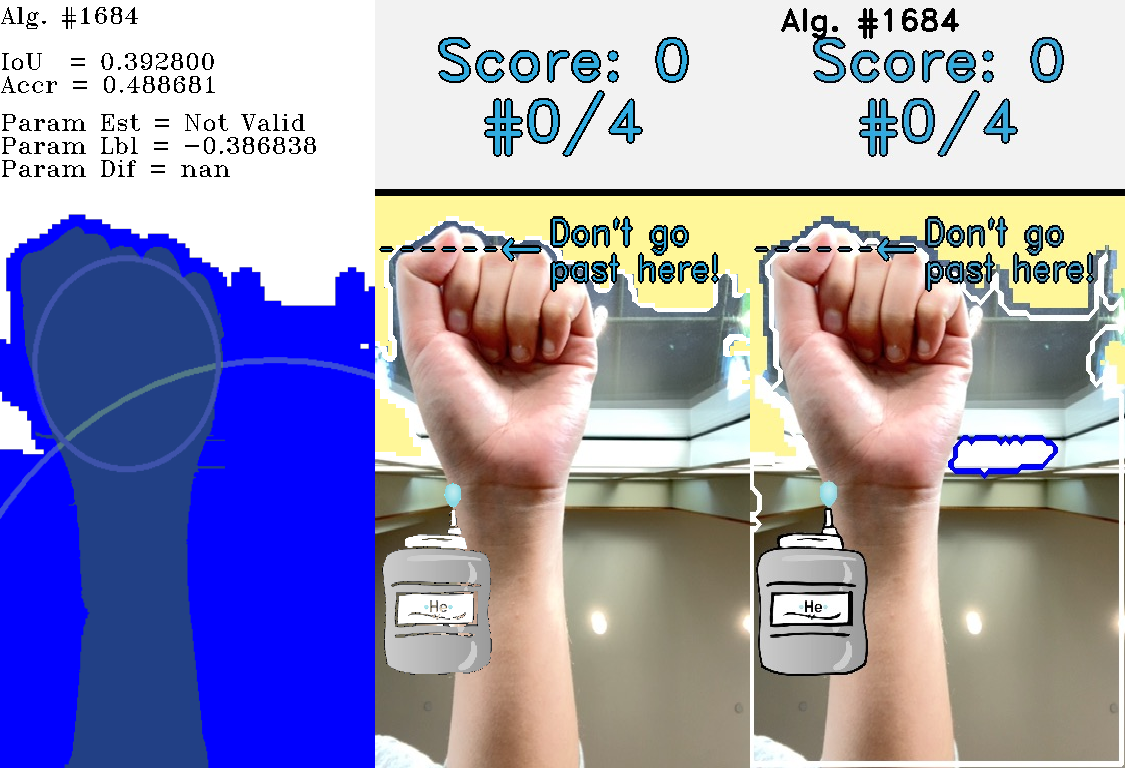 Alg. #1684
IoU = 0.392800
Accr = 0.488681
Param Est = Not Valid
Param Lbl = −0.386838
Param Dif = nan
Score: 0
#0/4
Don't go
past here!
He
Alg. #1684
Score: 0
#0/4
Don't go
past here!
He